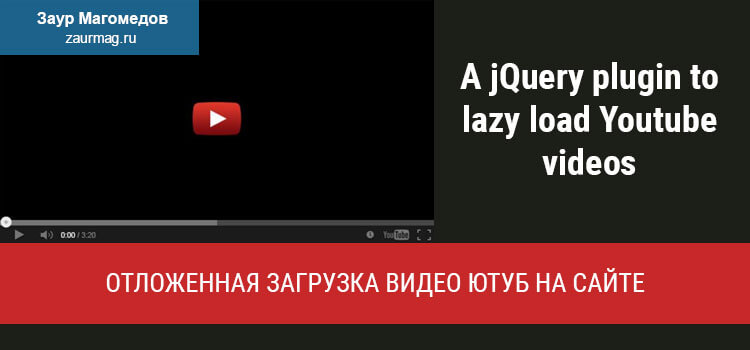 Заур Магомедов
zaurmag.ru
A jQuery plugin to
lazy load Youtube
videos
0:00 / 3:20
YouTube
ОТЛОЖЕННАЯ ЗАГРУЗКА ВИДЕО ЮТУБ НА САЙТЕ